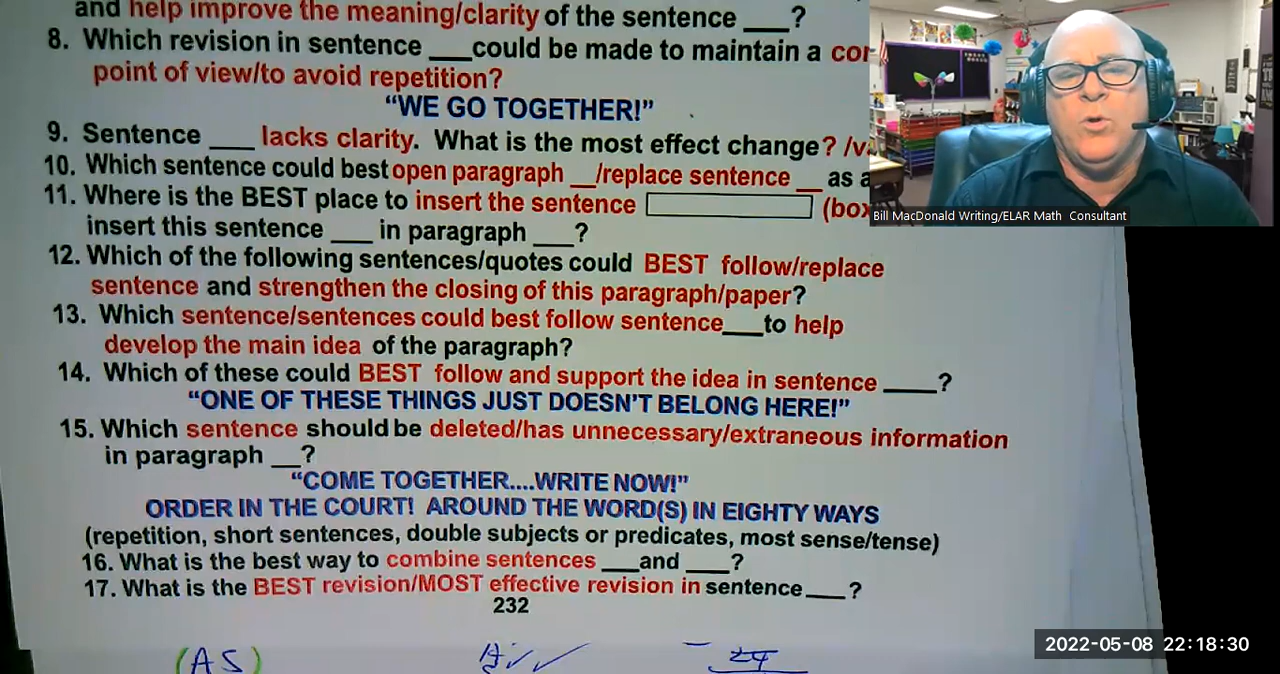 and help improve the meaning/clarity of the sentence ___?
8. Which revision in sentence ___could be made to maintain a
point of view/to avoid repetition?
“WE GO TOGETHER!”
9. Sentence ___ lacks clarity. What is the most effect change?
10. Which sentence could best open paragraph __/replace sentence __ as
11. Where is the BEST place to insert the sentence (box
insert this sentence ___ in paragraph ___?
12. Which of the following sentences/quotes could BEST follow/replace
sentence and strengthen the closing of this paragraph/paper?
13. Which sentence/sentences could best follow sentence___to help
develop the main idea of the paragraph?
14. Which of these could BEST follow and support the idea in sentence ____?
“ONE OF THESE THINGS JUST DOESN’T BELONG HERE!”
15. Which sentence should be deleted/has unnecessary/extraneous information
in paragraph __?
“COME TOGETHER....WRITE NOW!”
ORDER IN THE COURT! AROUND THE WORD(S) IN EIGHTY WAYS
(repetition, short sentences, double subjects or predicates, most sense/tense)
16. What is the best way to combine sentences ___and ___?
17. What is the BEST revision/MOST effective revision in sentence___?
232
(AS)
Bill MacDonald Writing/ELAR Math Consultant
2022-05-08 22:18:30